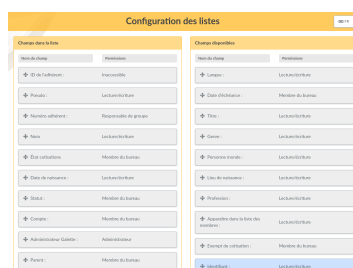 Configuration des listes
Champs dans la liste
Nom du champ Permissions
ID de l'adhérent : Inaccessible
Pseudo : Lecture/écriture
Numéro adhérent : Responsable de groupe
Nom Lecture/écriture
État cotisations Membre du bureau
Date de naissance : Lecture/écriture
Statut : Membre du bureau
Compte : Membre du bureau
Administrateur Galette : Administrateur
Parent : Membre du bureau
Champs disponibles
Nom du champ Permissions
Langue : Lecture/écriture
Date d'échéance : Membre du bureau
Titre : Lecture/écriture
Genre : Lecture/écriture
Personne morale : Lecture/écriture
Lieu de naissance : Lecture/écriture
Profession : Lecture/écriture
Apparaître dans la liste des
membres : Lecture/écriture
Exempt de cotisation : Membre du bureau
Identifiant : Lecture/écriture